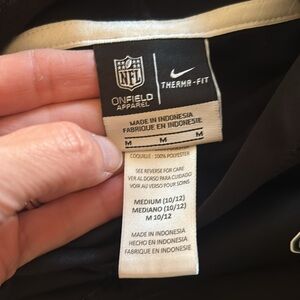 NFL
ONFIELD
APPAREL
THERMA-FIT
MADE IN INDONESIA
FABRIQUE EN INDONESIE
M M M
COQUILLE: 100% POLYESTER
SEE REVERSE FOR CARE
VER AL DORSO PARA CUIDADO
VOIR AU VERSO POUR SOINS
MEDIUM (10/12)
MEDIANO (10/12)
M 10/12
MADE IN INDONESIA
HECHO EN INDONESIA
FABRIQUÉ EN INDONESIE